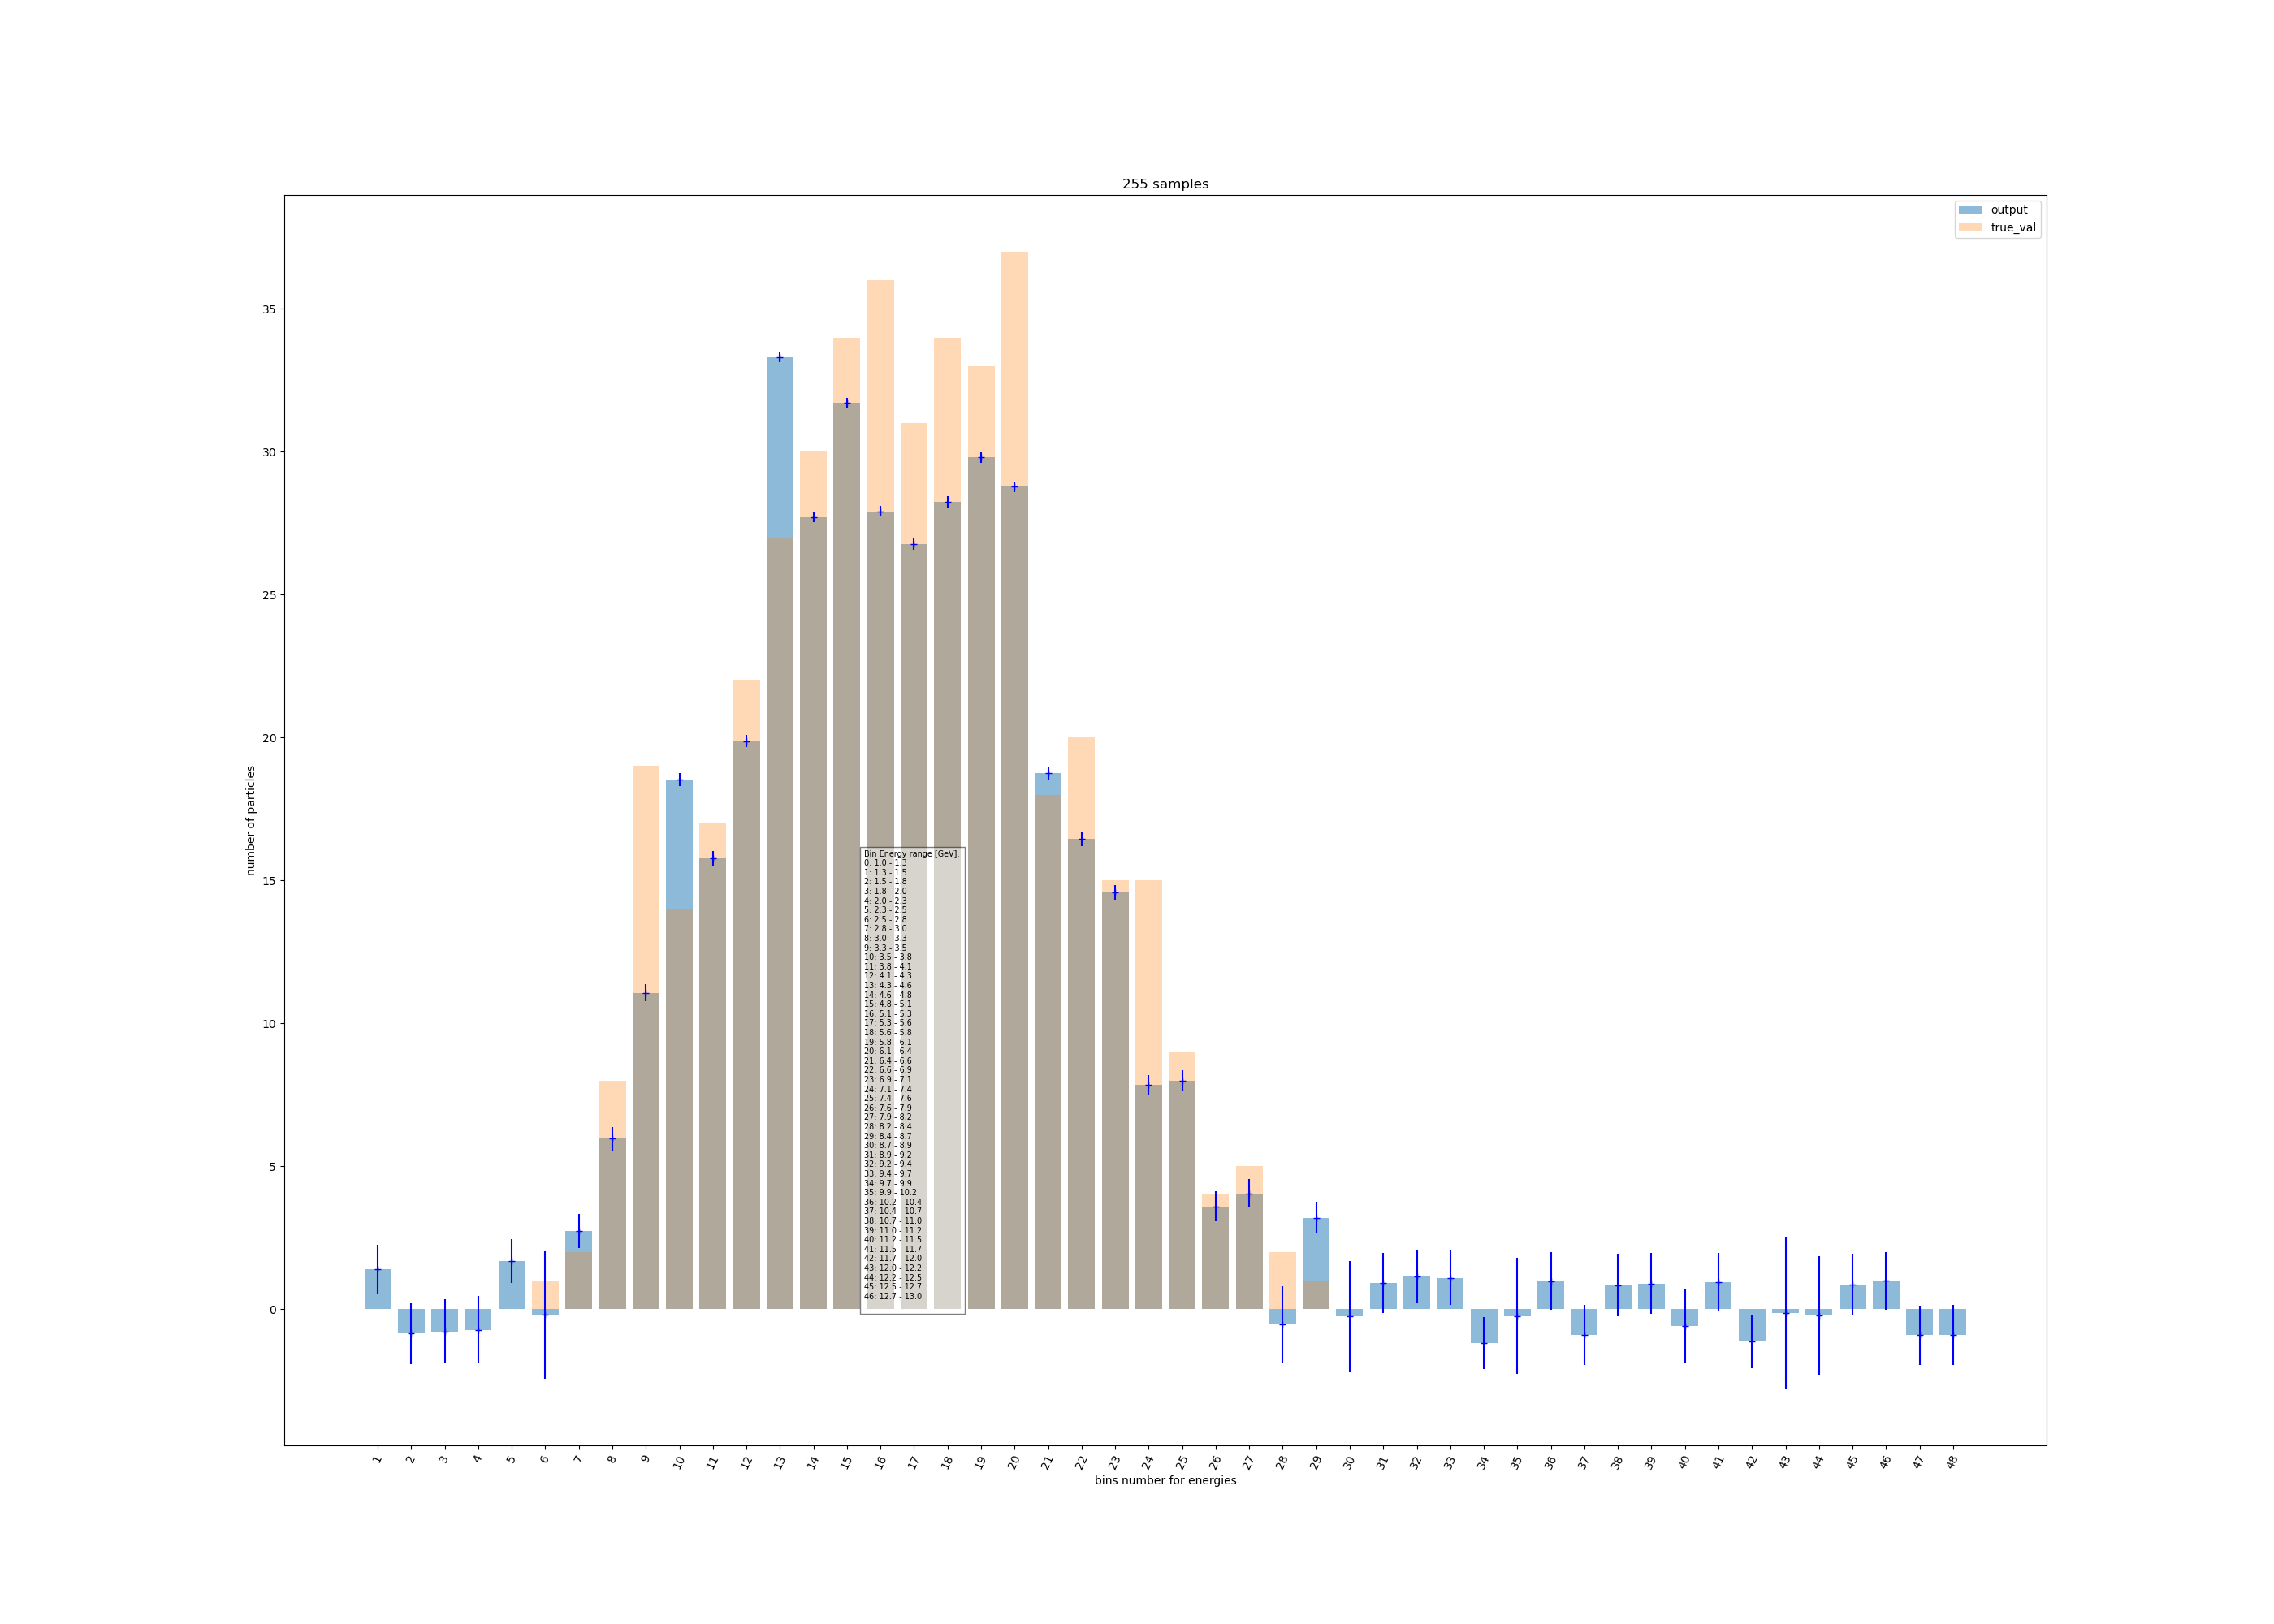 255 samples
output
true_val
35
30
25
20
15
10
5
0
number of particles
Bin Energy range [GeV]:
0: 1.0 - 1.3
1: 1.3 - 1.5
2: 1.5 - 1.8
3: 1.8 - 2.0
4: 2.0 - 2.3
5: 2.3 - 2.5
6: 2.5 - 2.8
7: 2.8 - 3.0
8: 3.0 - 3.3
9: 3.3 - 3.5
10: 3.5 - 3.8
11: 3.8 - 4.1
12: 4.1 - 4.3
13: 4.3 - 4.6
14: 4.6 - 4.8
15: 4.8 - 5.1
16: 5.1 - 5.3
17: 5.3 - 5.6
18: 5.6 - 5.8
19: 5.8 - 6.1
20: 6.1 - 6.4
21: 6.4 - 6.6
22: 6.6 - 6.9
23: 6.9 - 7.1
24: 7.1 - 7.4
25: 7.4 - 7.6
26: 7.6 - 7.9
27: 7.9 - 8.2
28: 8.2 - 8.4
29: 8.4 - 8.7
30: 8.7 - 8.9
31: 8.9 - 9.2
32: 9.2 - 9.4
33: 9.4 - 9.7
34: 9.7 - 9.9
35: 9.9 - 10.2
36: 10.2 - 10.4
37: 10.4 - 10.7
38: 10.7 - 11.0
39: 11.0 - 11.2
40: 11.2 - 11.5
41: 11.5 - 11.7
42: 11.7 - 12.0
43: 12.0 - 12.2
44: 12.2 - 12.5
45: 12.5 - 12.7
46: 12.7 - 13.0
1 2 3 4 5 6 7 8 9 10 11 12 13 14 15 16 17 18 19 20 21 22 23 24 25 26 27 28 29 30 31 32 33 34 35 36 37 38 39 40 41 42 43 44 45 46 47 48
bins number for energies